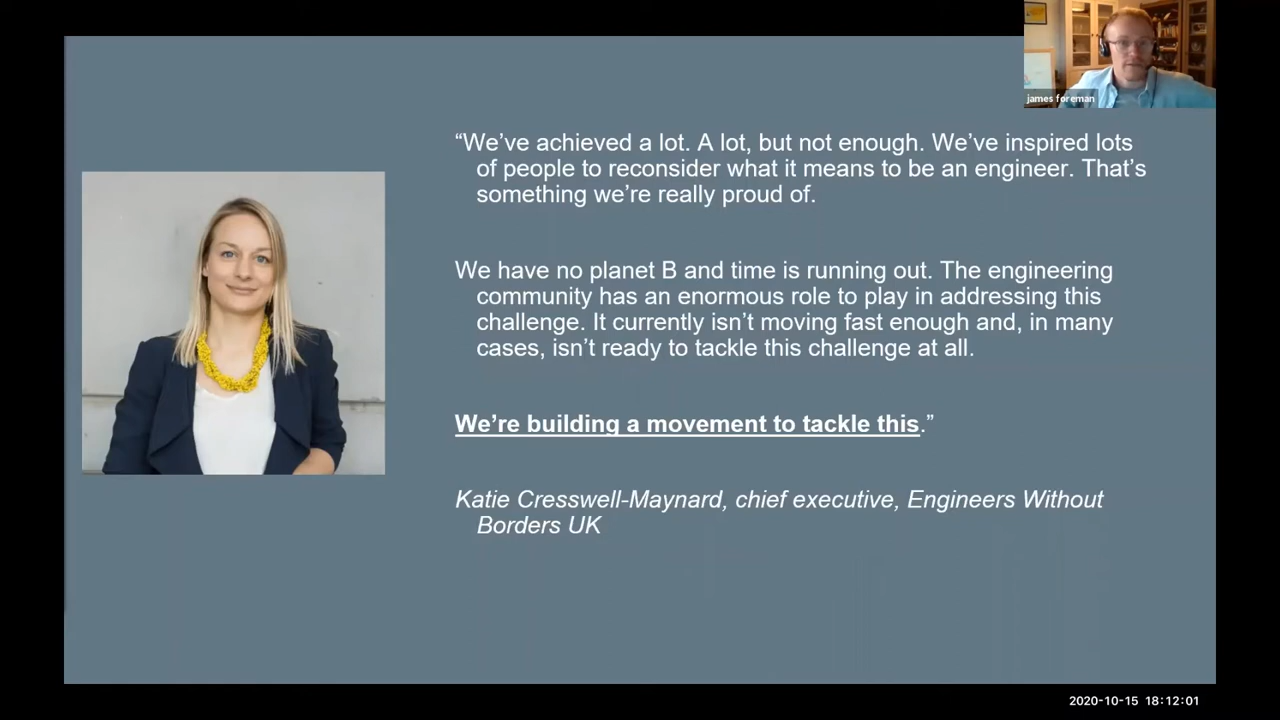 james foreman
“We’ve achieved a lot. A lot, but not enough. We’ve inspired lots
of people to reconsider what it means to be an engineer. That’s
something we’re really proud of.
We have no planet B and time is running out. The engineering
community has an enormous role to play in addressing this
challenge. It currently isn’t moving fast enough and, in many
cases, isn’t ready to tackle this challenge at all.
We’re building a movement to tackle this.”
Katie Cresswell-Maynard, chief executive, Engineers Without
Borders UK
2020-10-15 18:12:01